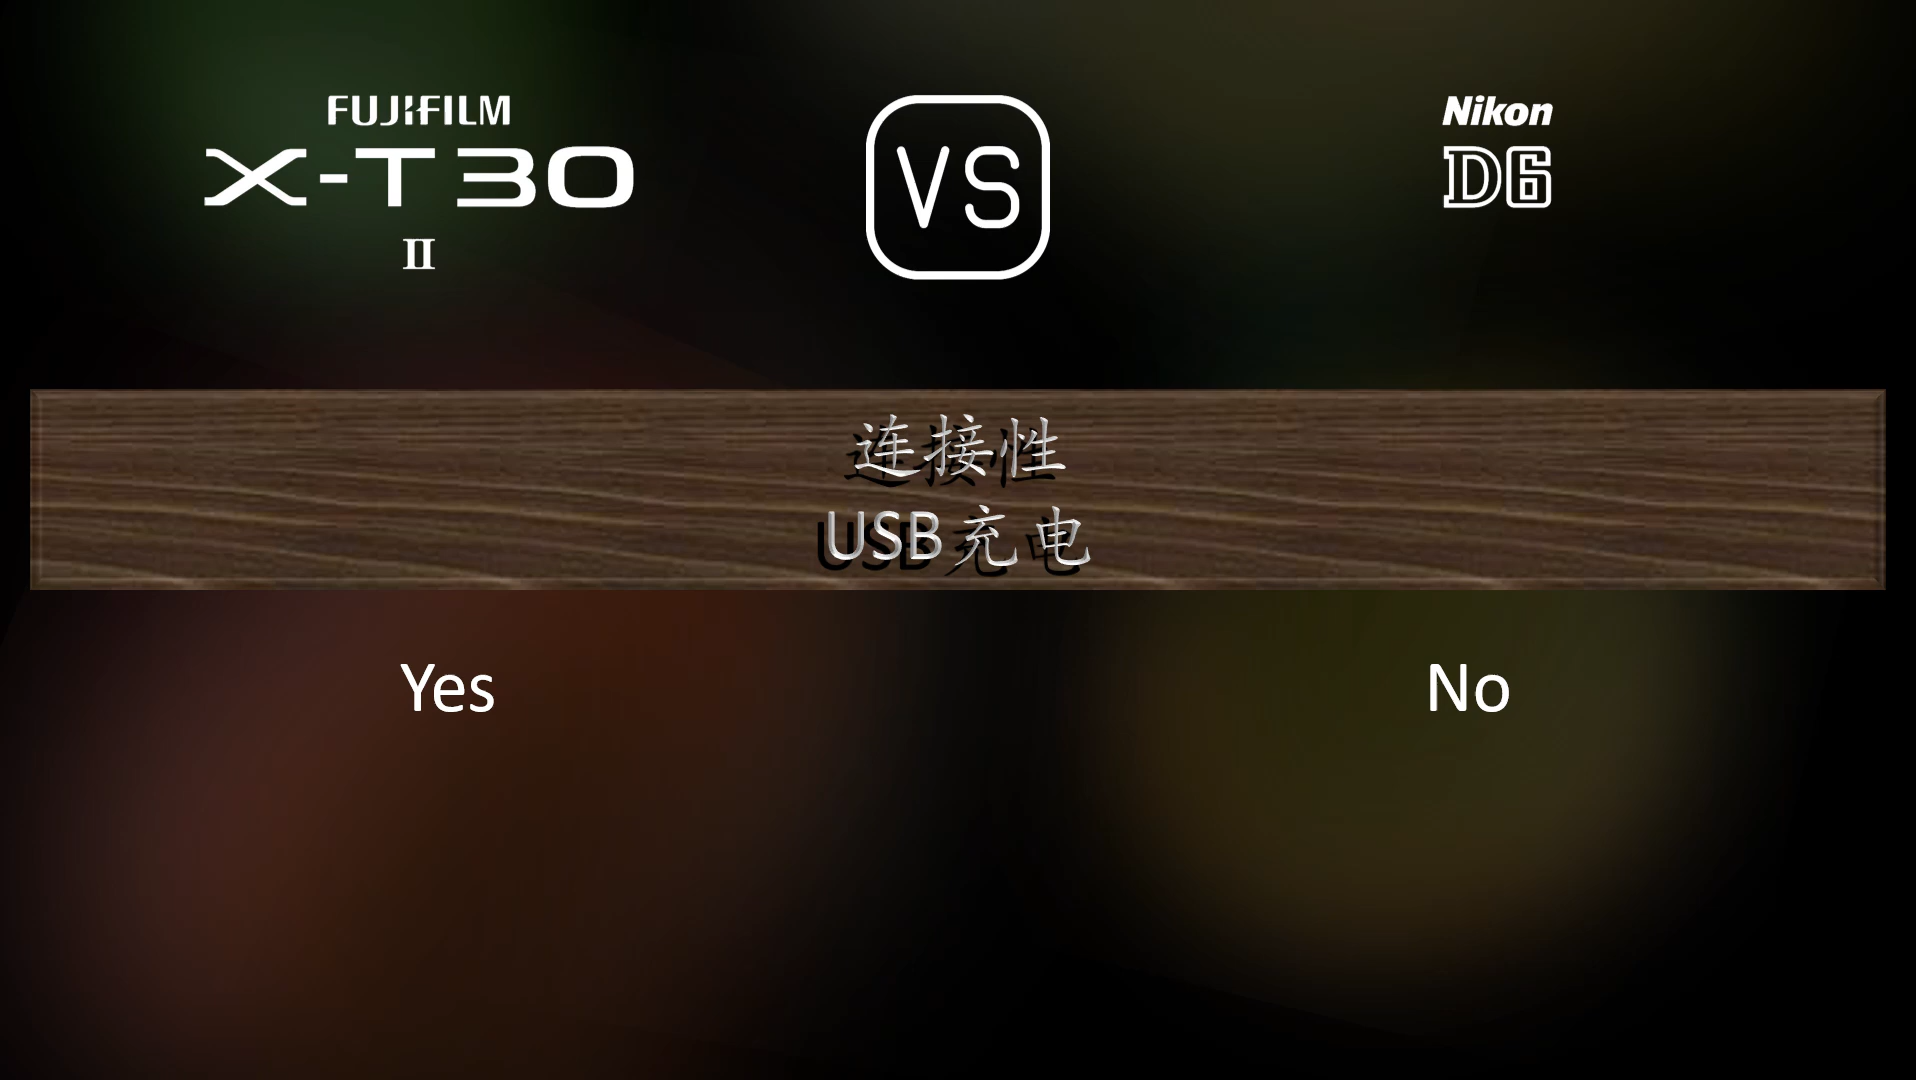 FUJIFILM
X-T30
II
VS
Nikon
D6
连接性
USB充电
Yes
No